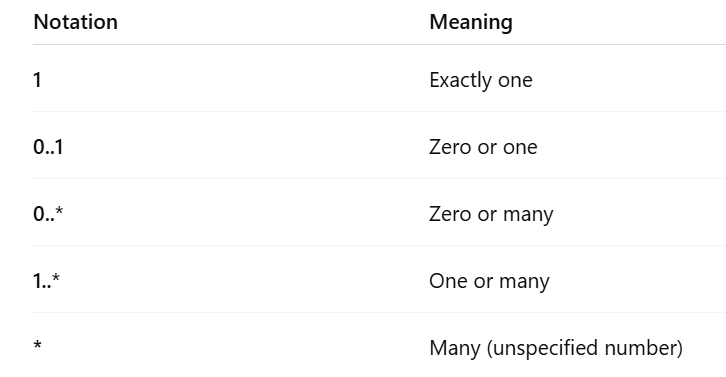 Notation Meaning
1 Exactly one
0..1 Zero or one
0..* Zero or many
1..* One or many
* Many (unspecified number)